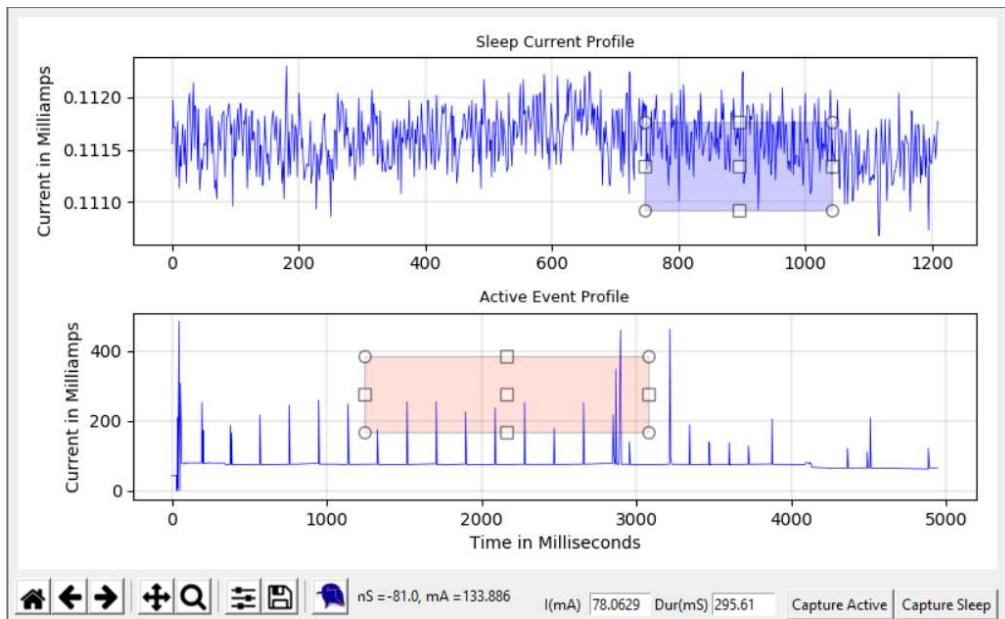 Sleep Current Profile
Current in Milliamps
0.1120
0.1115
0.1110
0 200 400 600 800 1000 1200
Active Event Profile
Current in Milliamps
400
200
0
0 1000 2000 3000 4000 5000
Time in Milliseconds
nS =-81.0, mA =133.886 I(mA) 78.0629 Dur(mS) 295.61 Capture Active Capture Sleep